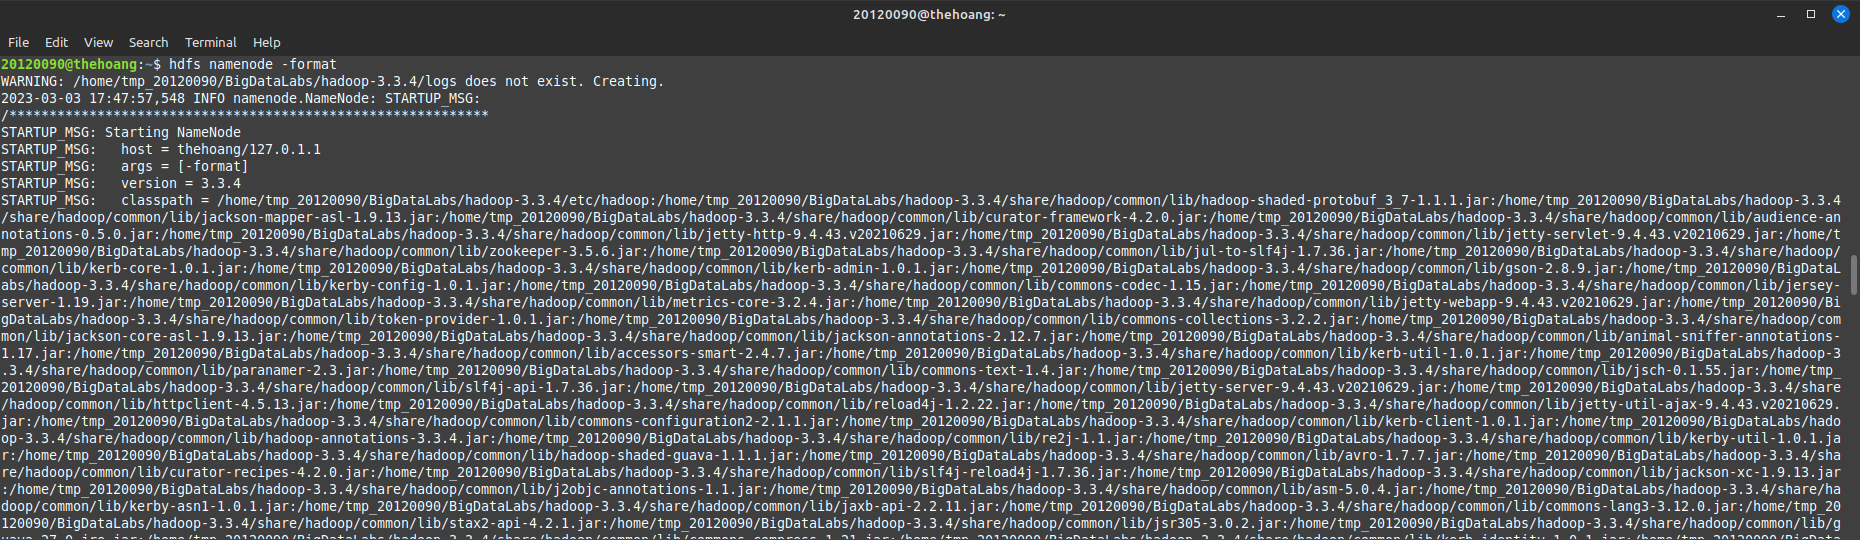 20120090@thehoang: ~
File Edit View Search Terminal Help
20120090@thehoang:~$ hdfs namenode -format
WARNING: /home/tmp_20120090/BigDataLabs/hadoop-3.3.4/logs does not exist. Creating.
2023-03-03 17:47:57,548 INFO namenode.NameNode: STARTUP_MSG:
/************************************************************
STARTUP_MSG: Starting NameNode
STARTUP_MSG:   host = thehoang/127.0.1.1
STARTUP_MSG:   args = [-format]
STARTUP_MSG:   version = 3.3.4
STARTUP_MSG:   classpath = /home/tmp_20120090/BigDataLabs/hadoop-3.3.4/etc/hadoop:/home/tmp_20120090/BigDataLabs/hadoop-3.3.4/share/hadoop/common/lib/hadoop-shaded-protobuf_3_7-1.1.1.jar:/home/tmp_20120090/BigDataLabs/hadoop-3.3.4
/share/hadoop/common/lib/jackson-mapper-asl-1.9.13.jar:/home/tmp_20120090/BigDataLabs/hadoop-3.3.4/share/hadoop/common/lib/curator-framework-4.2.0.jar:/home/tmp_20120090/BigDataLabs/hadoop-3.3.4/share/hadoop/common/lib/audience-an
notations-0.5.0.jar:/home/tmp_20120090/BigDataLabs/hadoop-3.3.4/share/hadoop/common/lib/jetty-http-9.4.43.v20210629.jar:/home/tmp_20120090/BigDataLabs/hadoop-3.3.4/share/hadoop/common/lib/jetty-servlet-9.4.43.v20210629.jar:/home/t
mp_20120090/BigDataLabs/hadoop-3.3.4/share/hadoop/common/lib/zookeeper-3.5.6.jar:/home/tmp_20120090/BigDataLabs/hadoop-3.3.4/share/hadoop/common/lib/jul-to-slf4j-1.7.36.jar:/home/tmp_20120090/BigDataLabs/hadoop-3.3.4/share/hadoop/
common/lib/kerb-core-1.0.1.jar:/home/tmp_20120090/BigDataLabs/hadoop-3.3.4/share/hadoop/common/lib/kerb-admin-1.0.1.jar:/home/tmp_20120090/BigDataLabs/hadoop-3.3.4/share/hadoop/common/lib/gson-2.8.9.jar:/home/tmp_20120090/BigDataL
abs/hadoop-3.3.4/share/hadoop/common/lib/kerby-config-1.0.1.jar:/home/tmp_20120090/BigDataLabs/hadoop-3.3.4/share/hadoop/common/lib/commons-codec-1.15.jar:/home/tmp_20120090/BigDataLabs/hadoop-3.3.4/share/hadoop/common/lib/jersey-
server-1.19.jar:/home/tmp_20120090/BigDataLabs/hadoop-3.3.4/share/hadoop/common/lib/metrics-core-3.2.4.jar:/home/tmp_20120090/BigDataLabs/hadoop-3.3.4/share/hadoop/common/lib/jetty-webapp-9.4.43.v20210629.jar:/home/tmp_20120090/Bi
gDataLabs/hadoop-3.3.4/share/hadoop/common/lib/token-provider-1.0.1.jar:/home/tmp_20120090/BigDataLabs/hadoop-3.3.4/share/hadoop/common/lib/commons-collections-3.2.2.jar:/home/tmp_20120090/BigDataLabs/hadoop-3.3.4/share/hadoop/com
mon/lib/jackson-core-asl-1.9.13.jar:/home/tmp_20120090/BigDataLabs/hadoop-3.3.4/share/hadoop/common/lib/jackson-annotations-2.12.7.jar:/home/tmp_20120090/BigDataLabs/hadoop-3.3.4/share/hadoop/common/lib/animal-sniffer-annotations-
1.17.jar:/home/tmp_20120090/BigDataLabs/hadoop-3.3.4/share/hadoop/common/lib/accessors-smart-2.4.7.jar:/home/tmp_20120090/BigDataLabs/hadoop-3.3.4/share/hadoop/common/lib/kerb-util-1.0.1.jar:/home/tmp_20120090/BigDataLabs/hadoop-3
.3.4/share/hadoop/common/lib/paranamer-2.3.jar:/home/tmp_20120090/BigDataLabs/hadoop-3.3.4/share/hadoop/common/lib/commons-text-1.4.jar:/home/tmp_20120090/BigDataLabs/hadoop-3.3.4/share/hadoop/common/lib/jsch-0.1.55.jar:/home/tmp_
20120090/BigDataLabs/hadoop-3.3.4/share/hadoop/common/lib/slf4j-api-1.7.36.jar:/home/tmp_20120090/BigDataLabs/hadoop-3.3.4/share/hadoop/common/lib/jetty-server-9.4.43.v20210629.jar:/home/tmp_20120090/BigDataLabs/hadoop-3.3.4/share
/hadoop/common/lib/httpclient-4.5.13.jar:/home/tmp_20120090/BigDataLabs/hadoop-3.3.4/share/hadoop/common/lib/reload4j-1.2.22.jar:/home/tmp_20120090/BigDataLabs/hadoop-3.3.4/share/hadoop/common/lib/jetty-util-ajax-9.4.43.v20210629.
jar:/home/tmp_20120090/BigDataLabs/hadoop-3.3.4/share/hadoop/common/lib/commons-configuration2-2.1.1.jar:/home/tmp_20120090/BigDataLabs/hadoop-3.3.4/share/hadoop/common/lib/kerb-client-1.0.1.jar:/home/tmp_20120090/BigDataLabs/hado
op-3.3.4/share/hadoop/common/lib/hadoop-annotations-3.3.4.jar:/home/tmp_20120090/BigDataLabs/hadoop-3.3.4/share/hadoop/common/lib/re2j-1.1.jar:/home/tmp_20120090/BigDataLabs/hadoop-3.3.4/share/hadoop/common/lib/kerby-util-1.0.1.ja
r:/home/tmp_20120090/BigDataLabs/hadoop-3.3.4/share/hadoop/common/lib/hadoop-shaded-guava-1.1.1.jar:/home/tmp_20120090/BigDataLabs/hadoop-3.3.4/share/hadoop/common/lib/avro-1.7.7.jar:/home/tmp_20120090/BigDataLabs/hadoop-3.3.4/sha
re/hadoop/common/lib/curator-recipes-4.2.0.jar:/home/tmp_20120090/BigDataLabs/hadoop-3.3.4/share/hadoop/common/lib/slf4j-reload4j-1.7.36.jar:/home/tmp_20120090/BigDataLabs/hadoop-3.3.4/share/hadoop/common/lib/jackson-xc-1.9.13.jar
:/home/tmp_20120090/BigDataLabs/hadoop-3.3.4/share/hadoop/common/lib/j2objc-annotations-1.1.jar:/home/tmp_20120090/BigDataLabs/hadoop-3.3.4/share/hadoop/common/lib/asm-5.0.4.jar:/home/tmp_20120090/BigDataLabs/hadoop-3.3.4/share/ha
doop/common/lib/kerby-asn1-1.0.1.jar:/home/tmp_20120090/BigDataLabs/hadoop-3.3.4/share/hadoop/common/lib/jaxb-api-2.2.11.jar:/home/tmp_20120090/BigDataLabs/hadoop-3.3.4/share/hadoop/common/lib/commons-lang3-3.12.0.jar:/home/tmp_20
120090/BigDataLabs/hadoop-3.3.4/share/hadoop/common/lib/stax2-api-4.2.1.jar:/home/tmp_20120090/BigDataLabs/hadoop-3.3.4/share/hadoop/common/lib/jsr305-3.0.2.jar:/home/tmp_20120090/BigDataLabs/hadoop-3.3.4/share/hadoop/common/lib/g